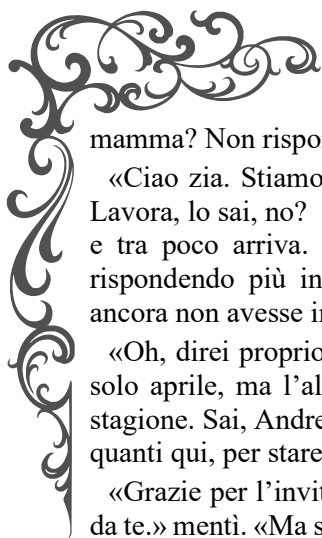 mamma? Non rispo
«Ciao zia. Stiamo
Lavora, lo sai, no?
e tra poco arriva.
rispondendo più in
ancora non avesse i
«Oh, direi proprio
solo aprile, ma l’al
stagione. Sai, Andre
quanti qui, per stare
«Grazie per l’invit
da te.» mentì. «Ma s